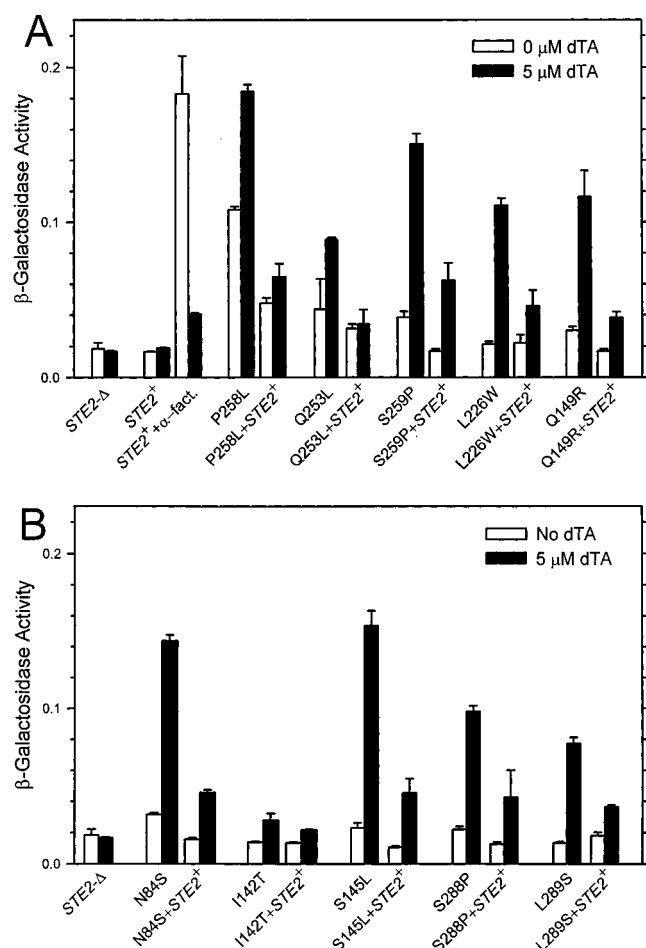 A
0 μM dTA
5 μM dTA
0.2
0.1
0.0
β-Galactosidase Activity
STE2-Δ
STE2⁺
STE2⁺+α-fact.
P258L
P258L+STE2⁺
Q253L
Q253L+STE2⁺
S259P
S259P+STE2⁺
L226W
L226W+STE2⁺
Q149R
Q149R+STE2⁺
B
No dTA
5 μM dTA
0.2
0.1
0.0
β-Galactosidase Activity
STE2-Δ
N84S
N84S+STE2⁺
I142T
I142T+STE2⁺
S145L
S145L+STE2⁺
S288P
S288P+STE2⁺
L289S
L289S+STE2⁺